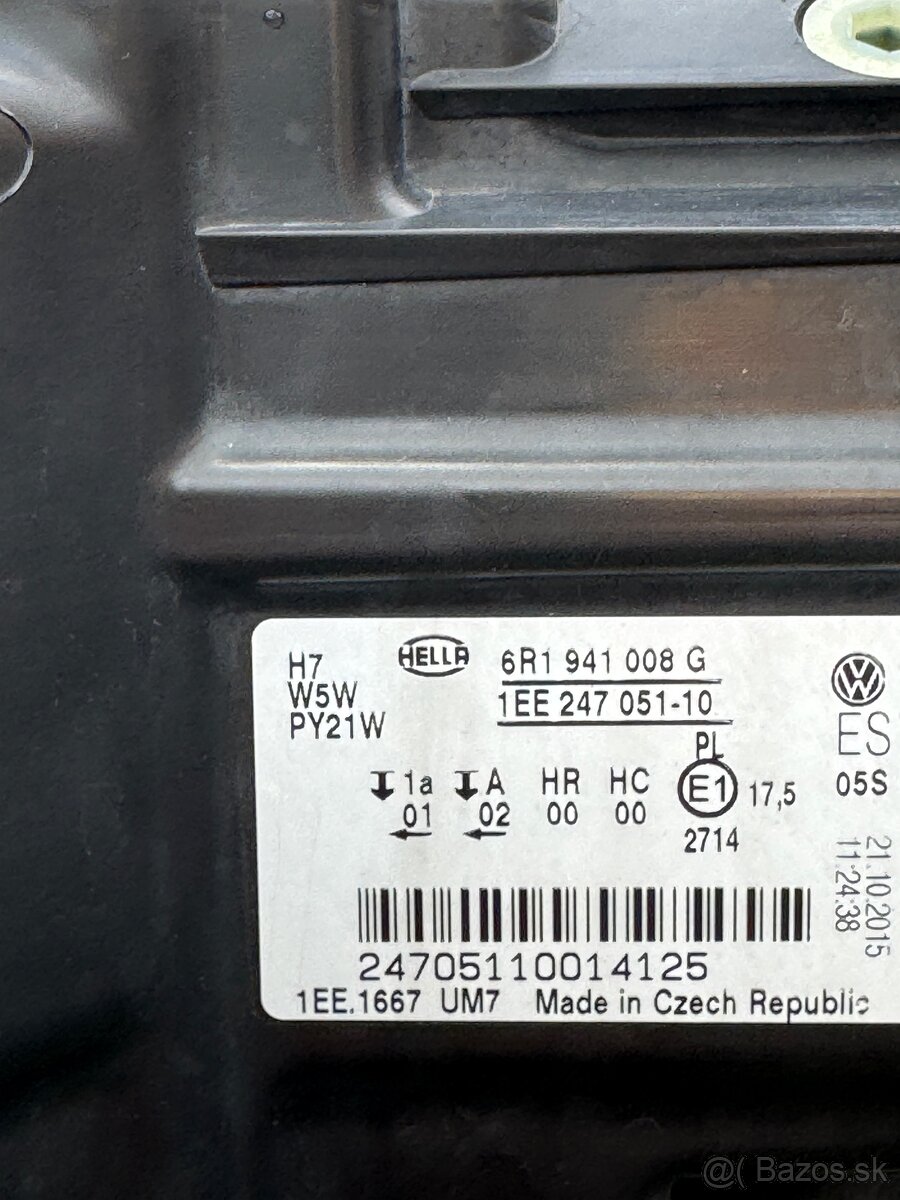 H7
W5W
PY21W
HELLA
6R1 941 008 G
1EE 247 051-10
PL
1a A HR HC E1 17,5
01 02 00 00
2714
VW
ES
05S
21.10.2015
11:24:38
24705110014125
1EE.1667 UM7 Made in Czech Republic
@( Bazos.sk